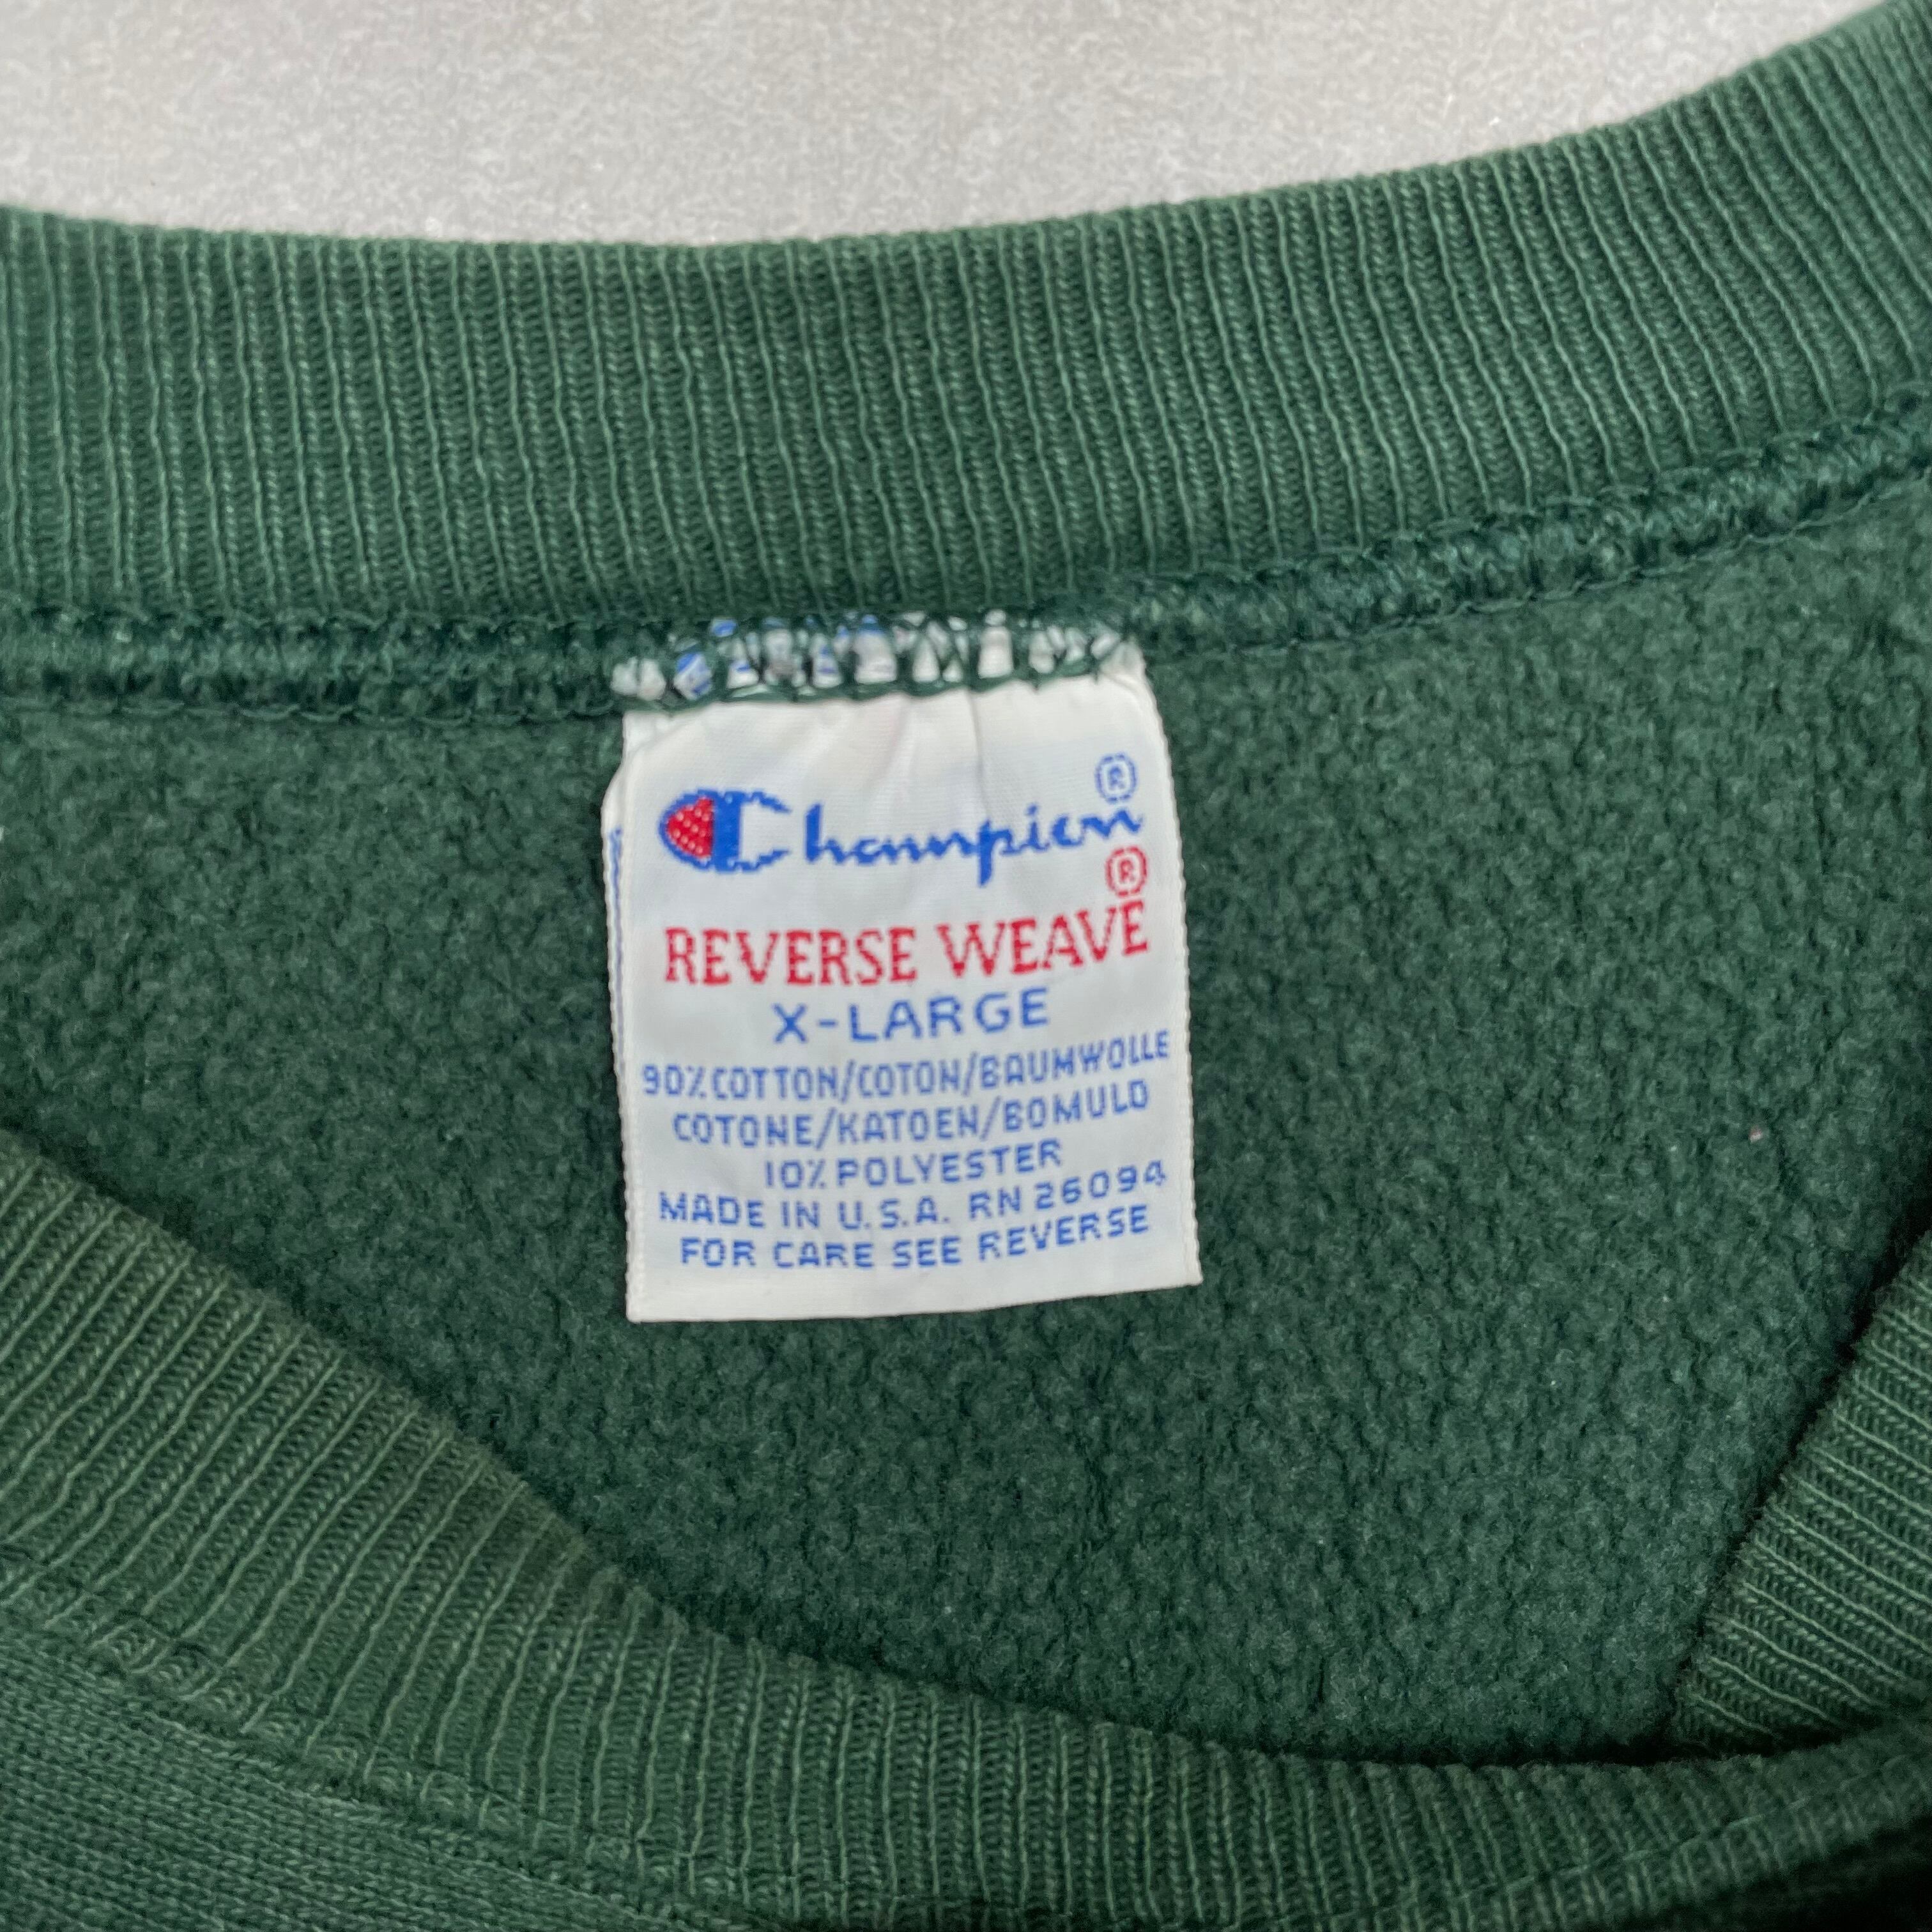 Champion®
®
REVERSE WEAVE
X-LARGE
90% COTTON/COTON/BAUMWOLLE
COTONE/KATOEN/BOMULD
10% POLYESTER
MADE IN U.S.A. RN 26094
FOR CARE SEE REVERSE